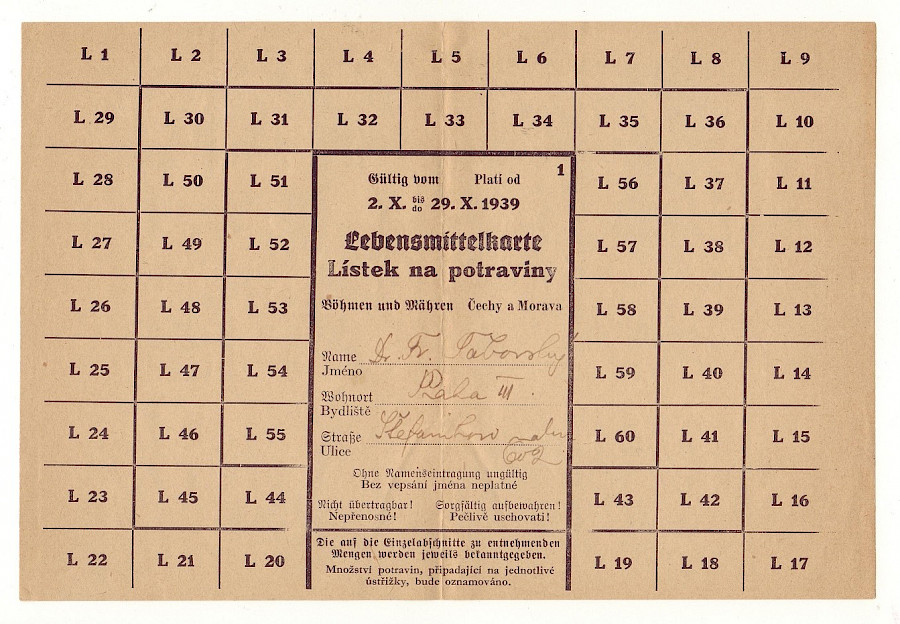 L 1 L 2 L 3 L 4 L 5 L 6 L 7 L 8 L 9
L 29 L 30 L 31 L 32 L 33 L 34 L 35 L 36 L 10
L 28 L 50 L 51
L 27 L 49 L 52
L 26 L 48 L 53
L 25 L 47 L 54
L 24 L 46 L 55
L 23 L 45 L 44
L 22 L 21 L 20
1
Gültig vom Platí od
2. X. bis do 29. X. 1939
Lebensmittelkarte
Lístek na potraviny
Böhmen und Mähren Čechy a Morava
Name Dr. Fr. Táborský
Jméno
Wohnort Praha III.
Bydliště
Straße
Ulice
Ohne Namenseintragung ungültig
Bez vepsání jména neplatné
Nicht übertragbar! Sorgfältig aufbewahren!
Nepřenosné! Pečlivě uschovati!
Die auf die Einzelabschnitte zu entnehmenden
Mengen werden jeweils bekanntgegeben.
Množství potravin, připadající na jednotlivé
ústřižky, bude oznamováno.
L 56 L 37 L 11
L 57 L 38 L 12
L 58 L 39 L 13
L 59 L 40 L 14
L 60 L 41 L 15
L 43 L 42 L 16
L 19 L 18 L 17